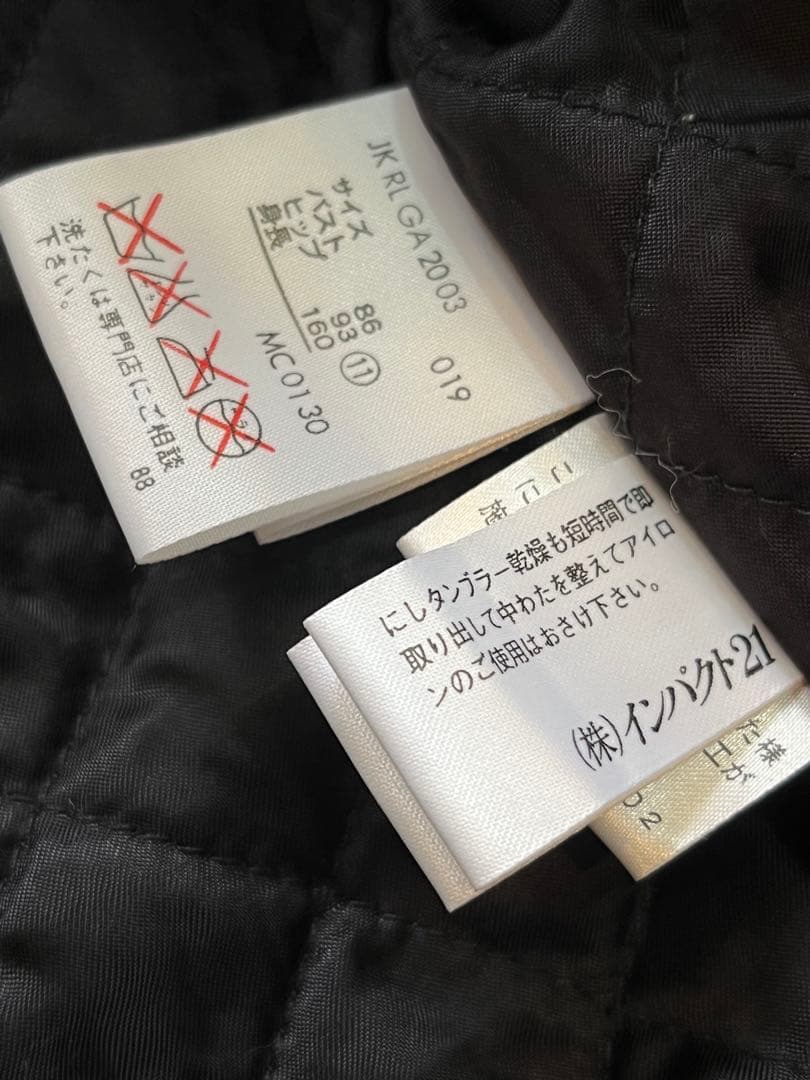 JK RL GA2003 019
サイズ ⑪
バスト 86
ヒップ 93
身長 160
MC0130
洗たくは専門店にご相談
下さい。
88
にしタンブラー乾燥も短時間で即
取り出して中わたを整えてアイロ
ンのご使用はおさけ下さい。
(株)インパクト21